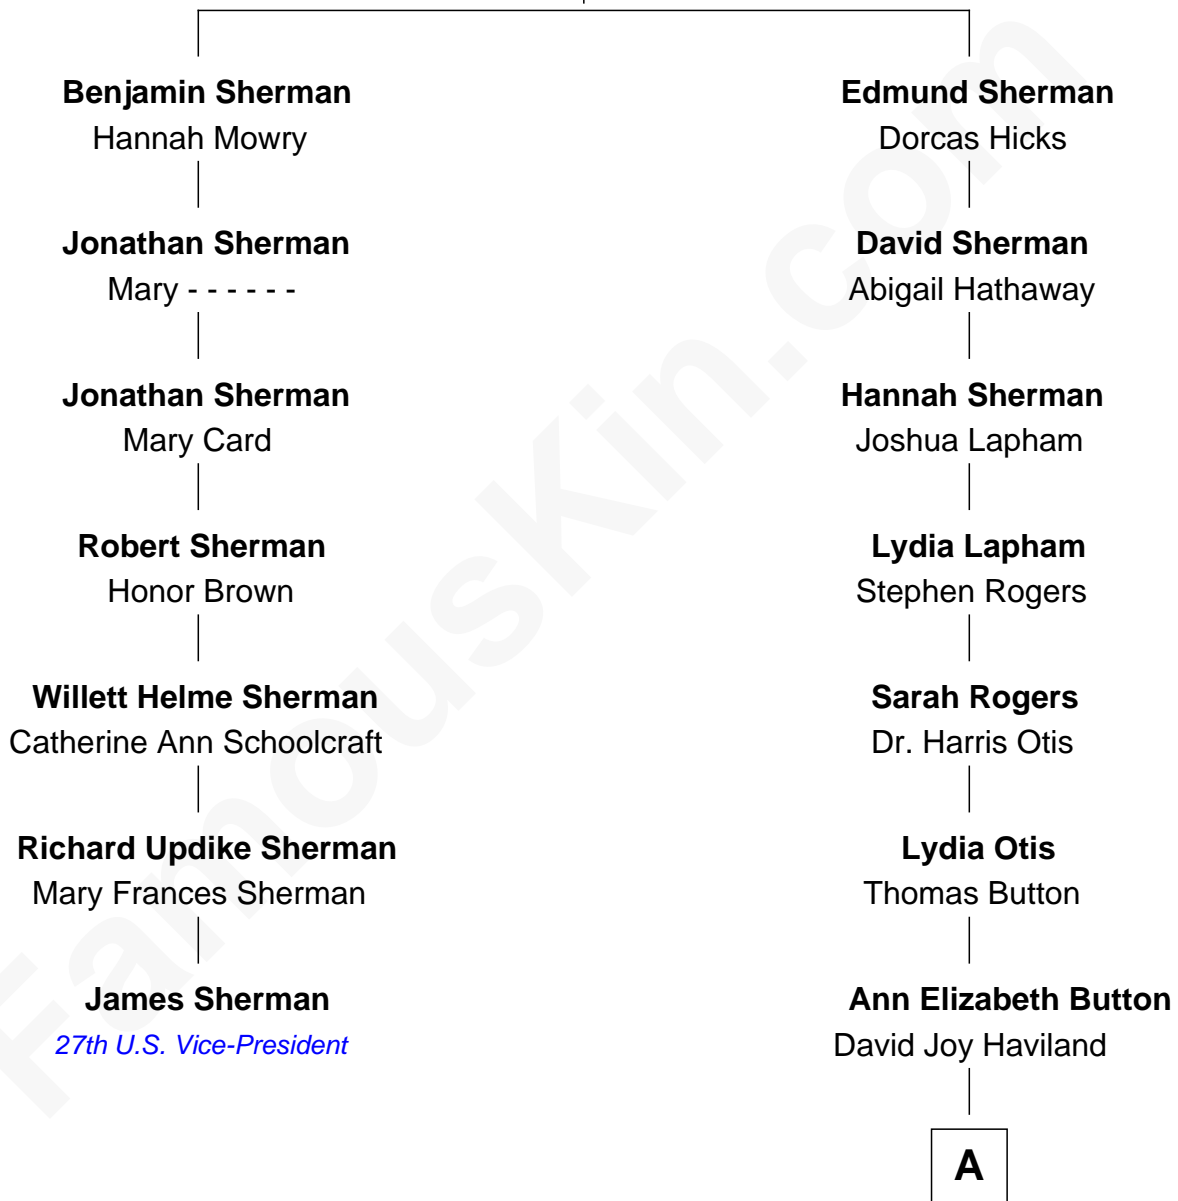 Benjamin Sherman
Hannah Mowry
Edmund Sherman
Dorcas Hicks
Jonathan Sherman
Mary - - - - - -
David Sherman
Abigail Hathaway
Jonathan Sherman
Mary Card
Hannah Sherman
Joshua Lapham
Robert Sherman
Honor Brown
Lydia Lapham
Stephen Rogers
Willett Helme Sherman
Catherine Ann Schoolcraft
Sarah Rogers
Dr. Harris Otis
Richard Updike Sherman
Mary Frances Sherman
Lydia Otis
Thomas Button
James Sherman
27th U.S. Vice-President
Ann Elizabeth Button
David Joy Haviland
A
FamousKin.com